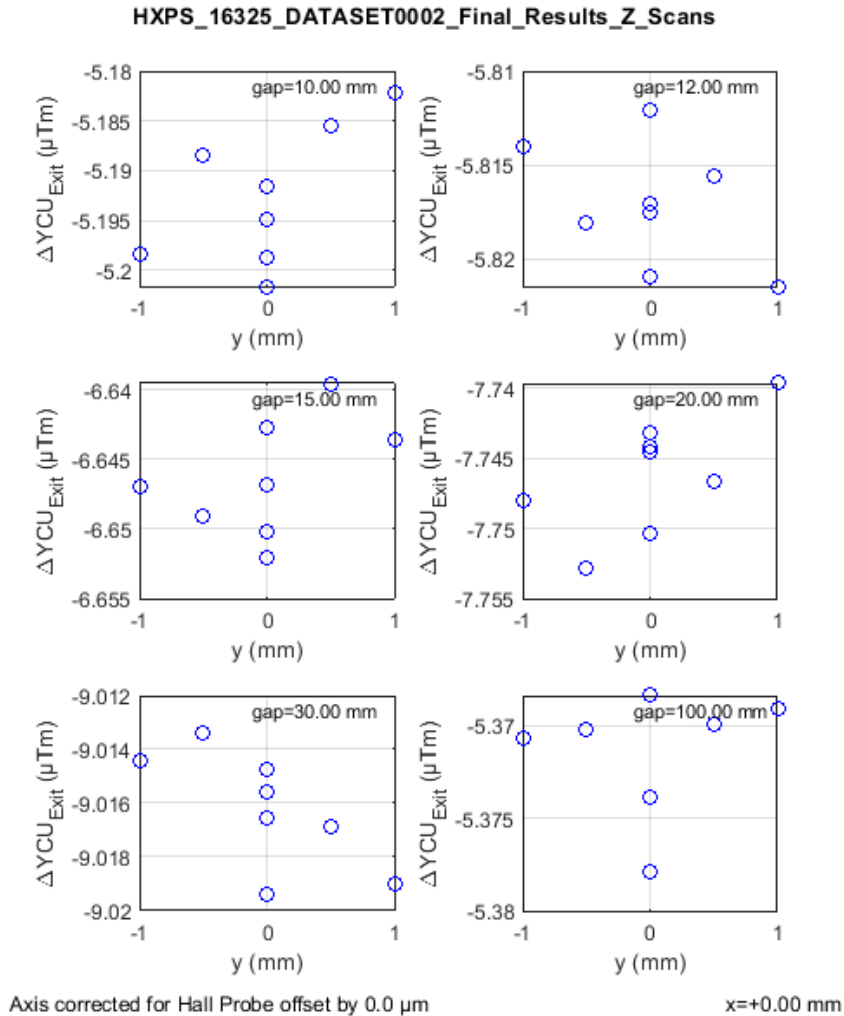 HXPS_16325_DATASET0002_Final_Results_Z_Scans
gap=10.00 mm
-5.18
-5.185
-5.19
-5.195
-5.2
ΔYCU_Exit (μTm)
-1 0 1
y (mm)
gap=12.00 mm
-5.81
-5.815
-5.82
ΔYCU_Exit (μTm)
-1 0 1
y (mm)
gap=15.00 mm
-6.64
-6.645
-6.65
-6.655
ΔYCU_Exit (μTm)
-1 0 1
y (mm)
gap=20.00 mm
-7.74
-7.745
-7.75
-7.755
ΔYCU_Exit (μTm)
-1 0 1
y (mm)
gap=30.00 mm
-9.012
-9.014
-9.016
-9.018
-9.02
ΔYCU_Exit (μTm)
-1 0 1
y (mm)
gap=100.00 mm
-5.37
-5.375
-5.38
ΔYCU_Exit (μTm)
-1 0 1
y (mm)
Axis corrected for Hall Probe offset by 0.0 μm
x=+0.00 mm